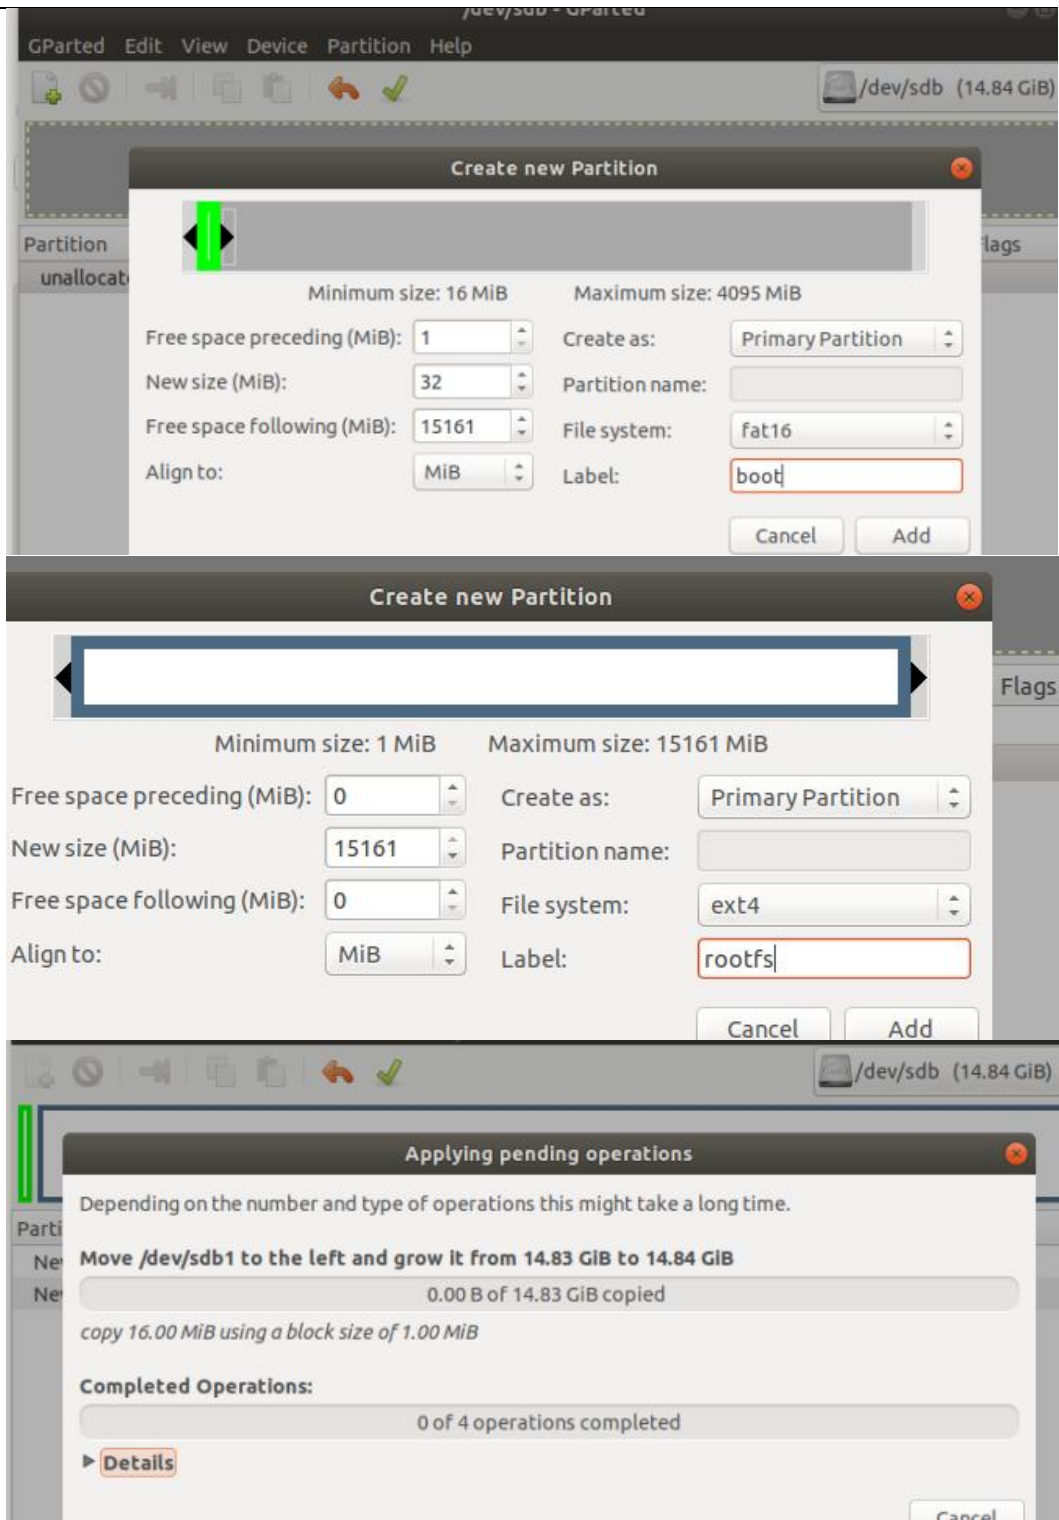 /dev/sdb - GParted
GParted Edit View Device Partition Help
/dev/sdb (14.84 GiB)
Create new Partition
Partition
Flags
unallocate
Minimum size: 16 MiB Maximum size: 4095 MiB
Free space preceding (MiB): 1 Create as: Primary Partition
New size (MiB): 32 Partition name:
Free space following (MiB): 15161 File system: fat16
Align to: MiB Label: boot
Cancel Add
Create new Partition
Flags
Minimum size: 1 MiB Maximum size: 15161 MiB
Free space preceding (MiB): 0 Create as: Primary Partition
New size (MiB): 15161 Partition name:
Free space following (MiB): 0 File system: ext4
Align to: MiB Label: rootfs
Cancel Add
/dev/sdb (14.84 GiB)
Applying pending operations
Depending on the number and type of operations this might take a long time.
Parti
Move /dev/sdb1 to the left and grow it from 14.83 GiB to 14.84 GiB
Ne
0.00 B of 14.83 GiB copied
Ne
copy 16.00 MiB using a block size of 1.00 MiB
Completed Operations:
0 of 4 operations completed
Details
Cancel